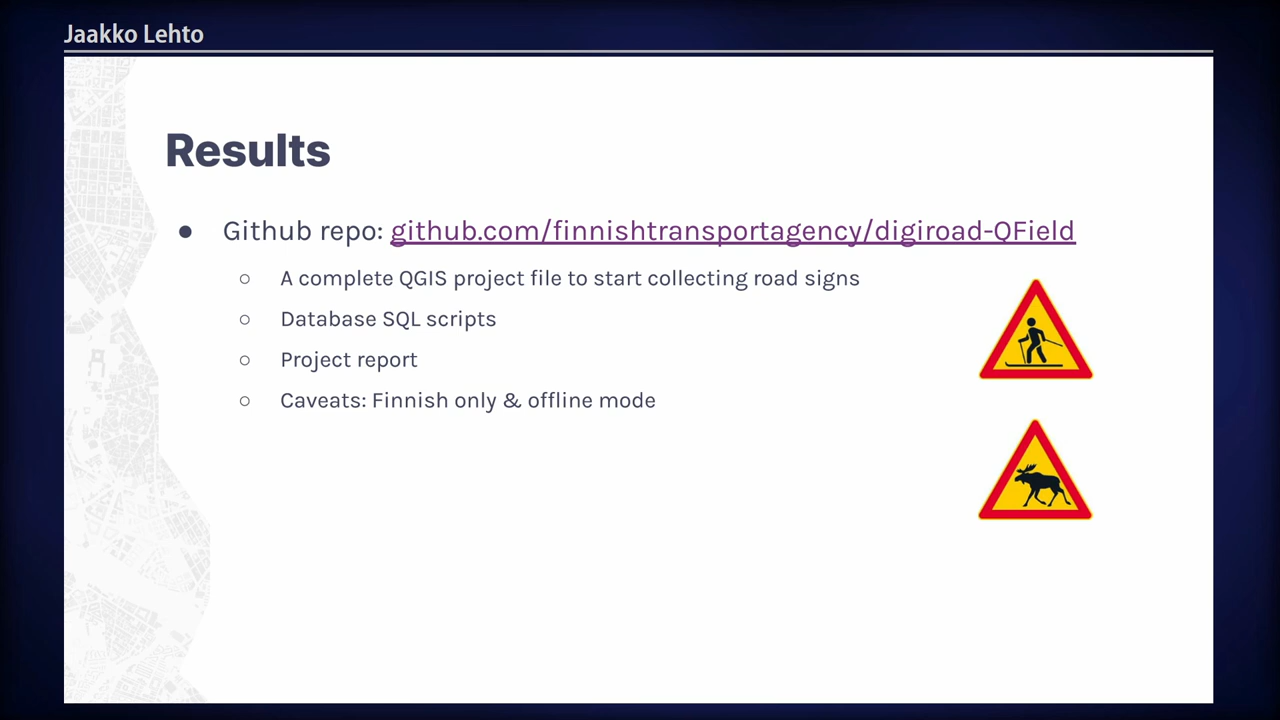 Jaakko Lehto
Results
● Github repo: github.com/finnishtransportagency/digiroad-QField
○ A complete QGIS project file to start collecting road signs
○ Database SQL scripts
○ Project report
○ Caveats: Finnish only & offline mode